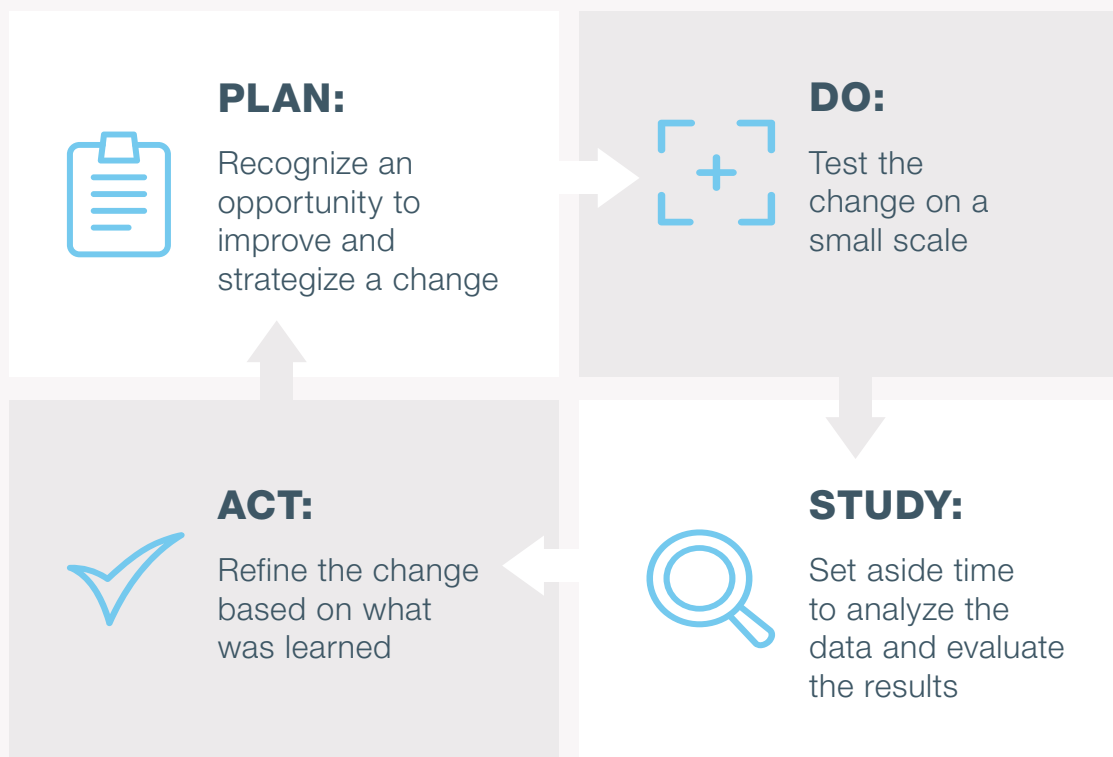 PLAN:
Recognize an
opportunity to
improve and
strategize a change
DO:
Test the
change on a
small scale
ACT:
Refine the change
based on what
was learned
STUDY:
Set aside time
to analyze the
data and evaluate
the results